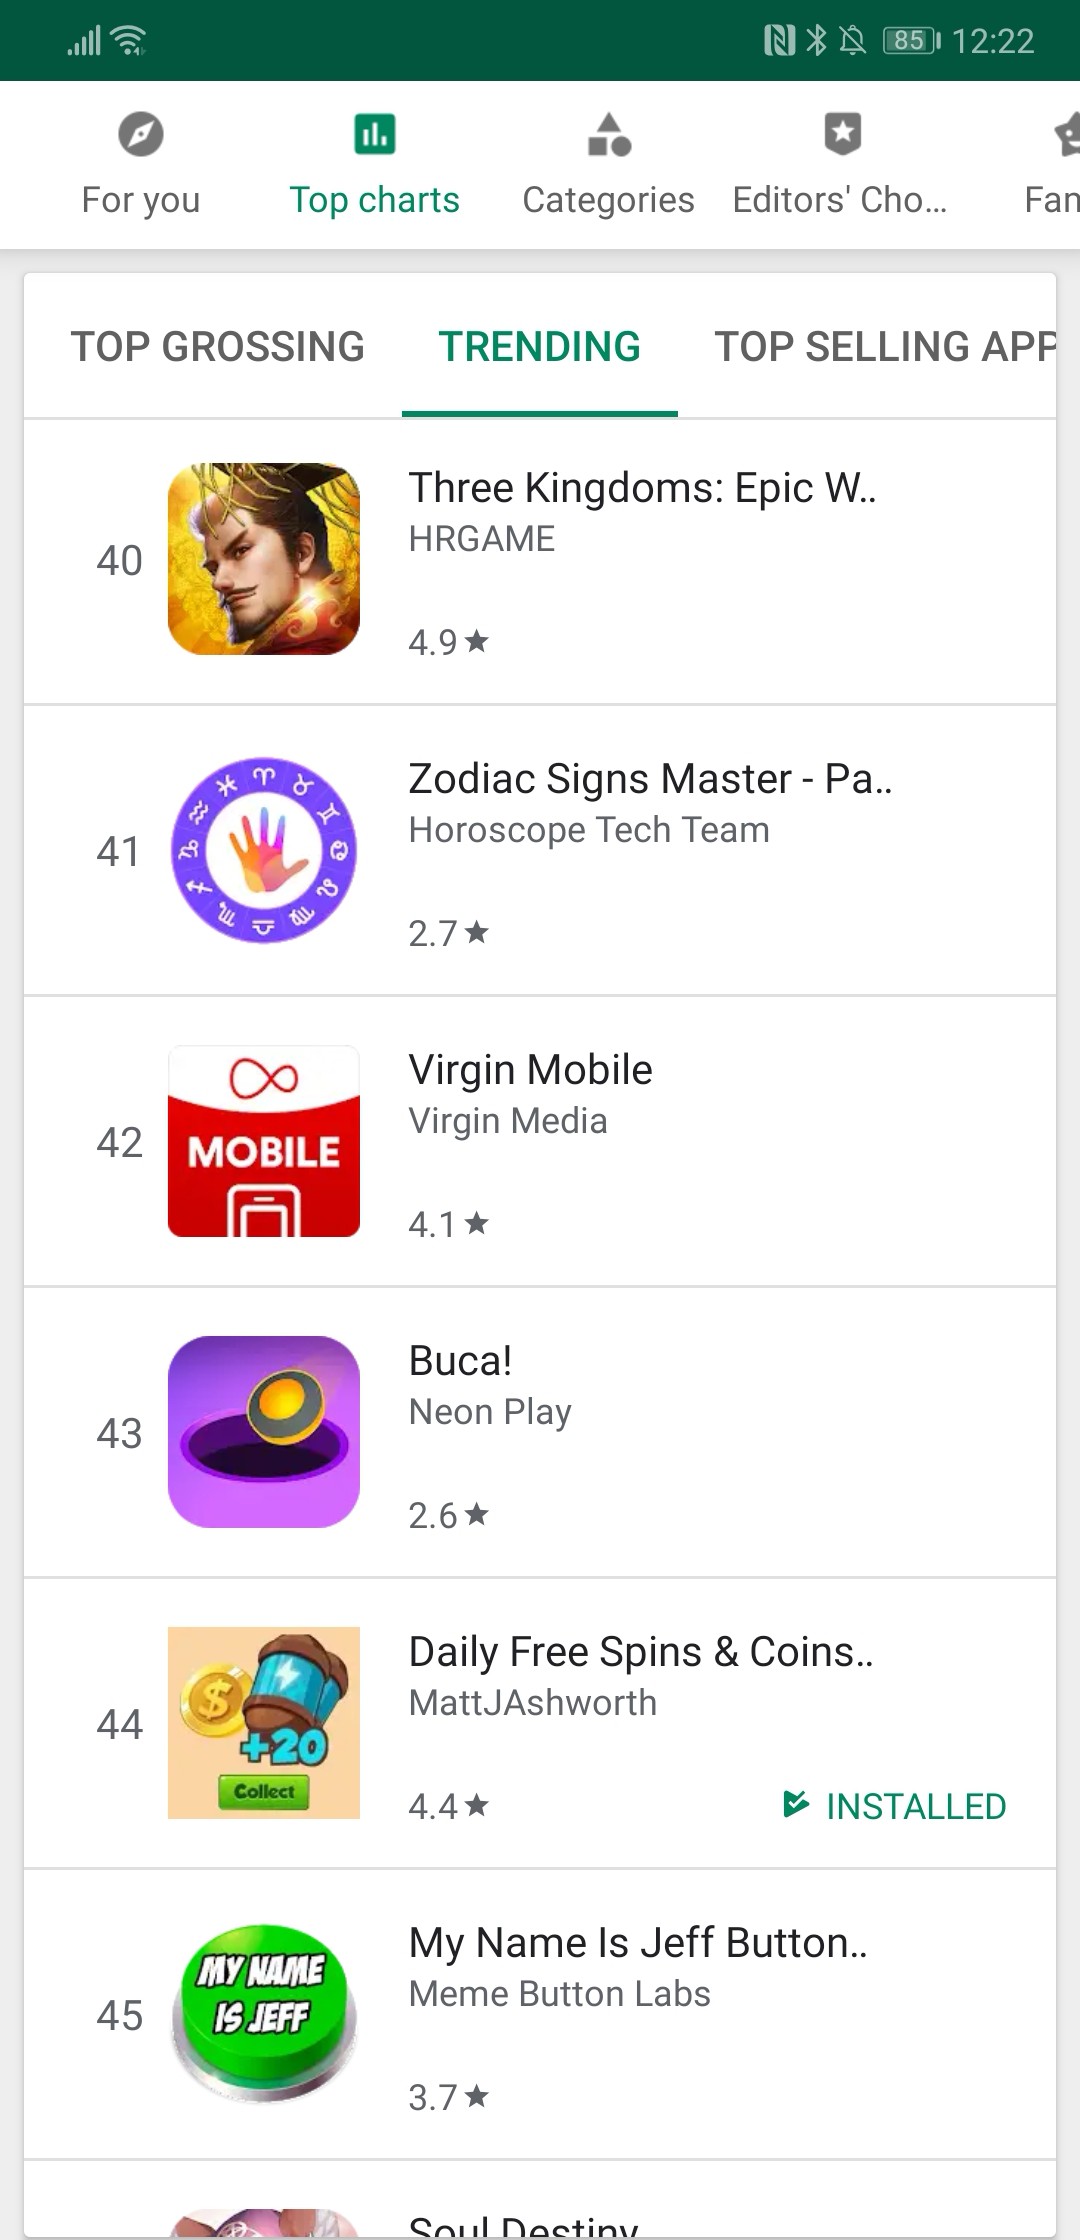 85 12:22
For you Top charts Categories Editors' Cho... Fam
TOP GROSSING TRENDING TOP SELLING APP
40
Three Kingdoms: Epic W..
HRGAME
4.9★
41
Zodiac Signs Master - Pa..
Horoscope Tech Team
2.7★
42
MOBILE
Virgin Mobile
Virgin Media
4.1★
43
Buca!
Neon Play
2.6★
44
$
+20
Collect
Daily Free Spins & Coins..
MattJAshworth
4.4★ INSTALLED
45
MY NAME
IS JEFF
My Name Is Jeff Button..
Meme Button Labs
3.7★
Soul Destiny